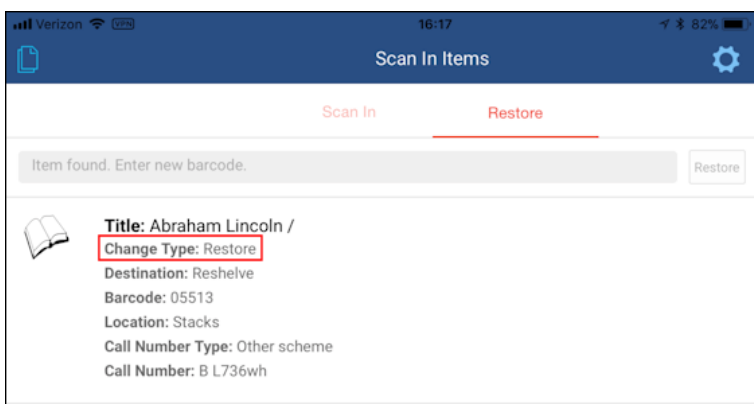 Verizon VPN 16:17 82%
Scan In Items
Scan In Restore
Item found. Enter new barcode. Restore
Title: Abraham Lincoln /
Change Type: Restore
Destination: Reshelve
Barcode: 05513
Location: Stacks
Call Number Type: Other scheme
Call Number: B L736wh